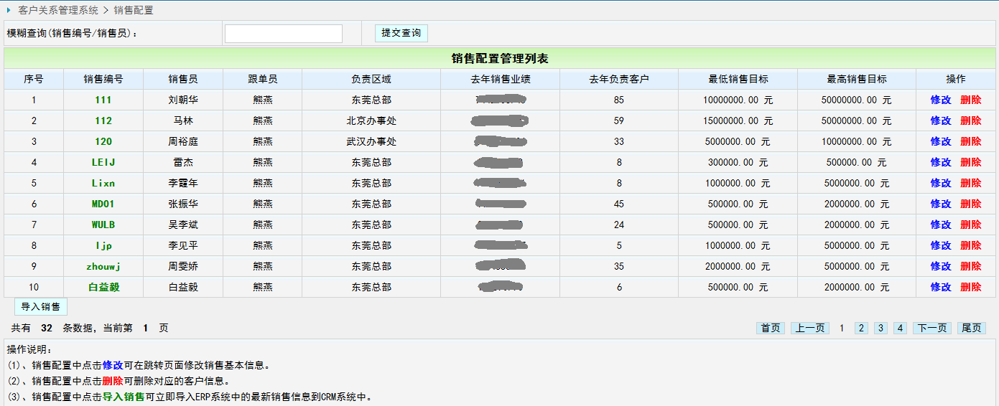 客户关系管理系统 > 销售配置
模糊查询(销售编号/销售员): 提交查询
销售配置管理列表
序号 销售编号 销售员 跟单员 负责区域 去年销售业绩 去年负责客户 最低销售目标 最高销售目标 操作
1 111 刘朝华 熊燕 东莞总部 85 10000000.00 元 50000000.00 元 修改 删除
2 112 马林 熊燕 北京办事处 59 15000000.00 元 50000000.00 元 修改 删除
3 120 周裕庭 熊燕 武汉办事处 33 5000000.00 元 10000000.00 元 修改 删除
4 LEIJ 雷杰 熊燕 东莞总部 8 300000.00 元 500000.00 元 修改 删除
5 Lixn 李霞年 熊燕 东莞总部 8 1000000.00 元 5000000.00 元 修改 删除
6 MD01 张振华 熊燕 东莞总部 45 500000.00 元 2000000.00 元 修改 删除
7 WULB 吴李斌 熊燕 东莞总部 24 500000.00 元 2000000.00 元 修改 删除
8 ljp 李见平 熊燕 东莞总部 5 1000000.00 元 5000000.00 元 修改 删除
9 zhouwj 周雯娇 熊燕 东莞总部 35 2000000.00 元 5000000.00 元 修改 删除
10 白益毅 白益毅 熊燕 东莞总部 6 500000.00 元 2000000.00 元 修改 删除
导入销售
共有 32 条数据, 当前第 1 页 首页 上一页 1 2 3 4 下一页 尾页
操作说明:
(1)、销售配置中点击修改可在跳转页面修改销售基本信息。
(2)、销售配置中点击删除可删除对应的客户信息。
(3)、销售配置中点击导入销售可立即导入ERP系统中的最新销售信息到CRM系统中。